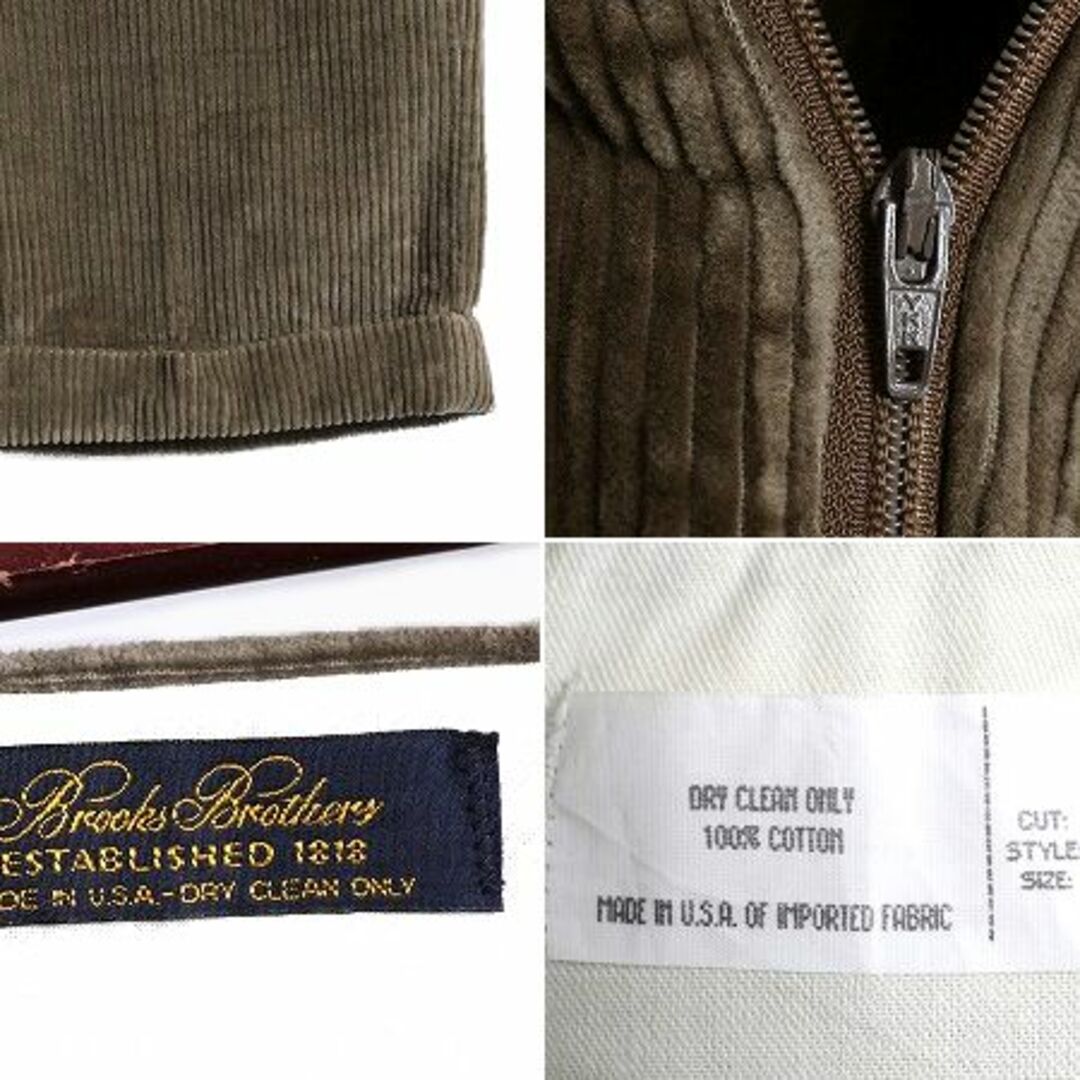 YKK
Brooks Brothers
ESTABLISHED 1818
DE IN U.S.A.-DRY CLEAN ONLY
DRY CLEAN ONLY
100% COTTON
MADE IN U.S.A. OF IMPORTED FABRIC
CUT:
STYLE:
SIZE: